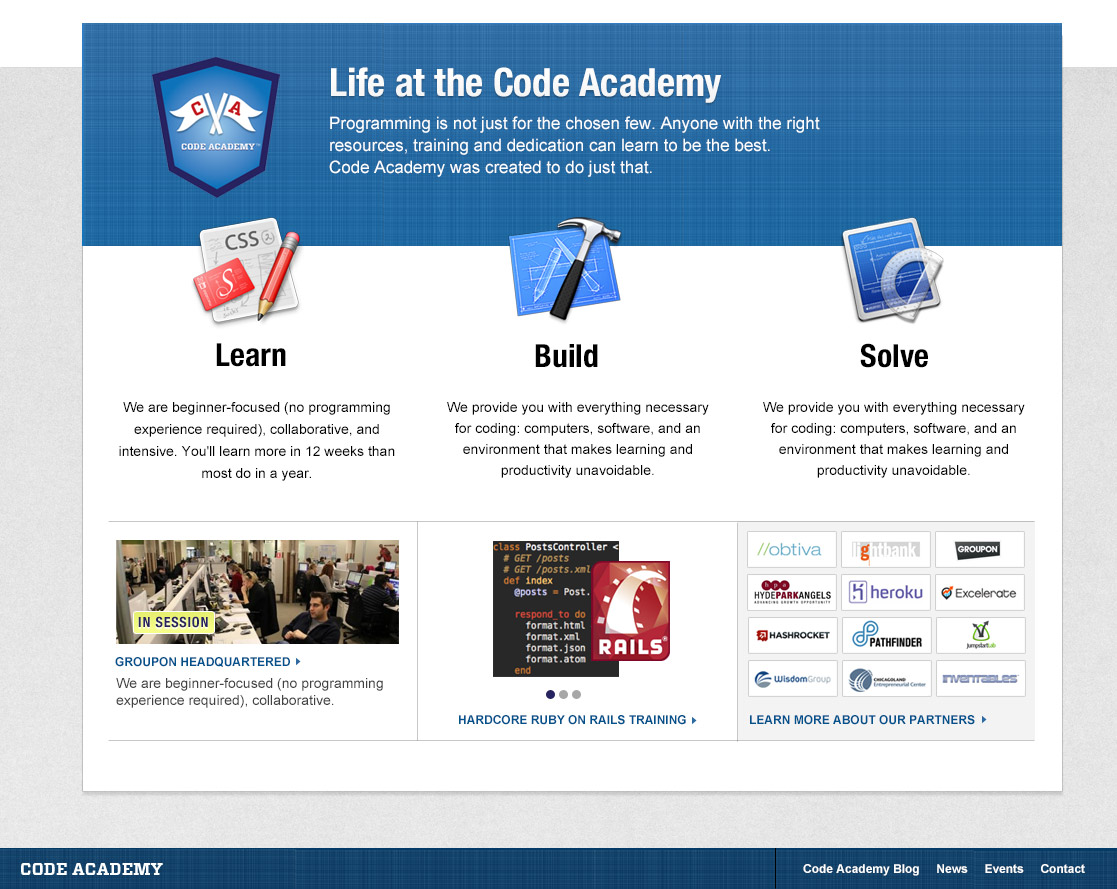 Life at the Code Academy
Programming is not just for the chosen few. Anyone with the right
resources, training and dedication can learn to be the best.
Code Academy was created to do just that.
C A
CODE ACADEMY™
CSS
S
Learn
We are beginner-focused (no programming
experience required), collaborative, and
intensive. You'll learn more in 12 weeks than
most do in a year.
Build
We provide you with everything necessary
for coding: computers, software, and an
environment that makes learning and
productivity unavoidable.
Solve
We provide you with everything necessary
for coding: computers, software, and an
environment that makes learning and
productivity unavoidable.
IN SESSION
GROUPON HEADQUARTERED
We are beginner-focused (no programming
experience required), collaborative.
class PostsController <
# GET /posts
# GET /posts.xml
def index
@posts = Post.
respond_to do
format.html
format.xml
format.json
format.atom
end
RAILS®
HARDCORE RUBY ON RAILS TRAINING
//obtiva
lightbank
GROUPON
hpa
HYDEPARKANGELS
ADVANCING GROWTH OPPORTUNITY
heroku
Excelerate
HASHROCKET
PATHFINDER
jumpstartLab
WisdomGroup
CHICAGOLAND
Entrepreneurial Center
INVENTABLES
LEARN MORE ABOUT OUR PARTNERS
CODE ACADEMY
Code Academy Blog
News
Events
Contact